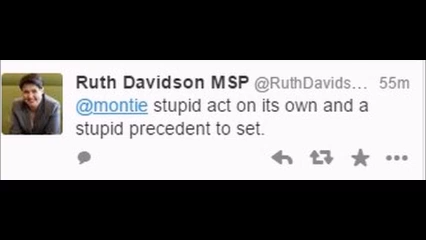 Ruth Davidson MSP @RuthDavids... 55m
@montie stupid act on its own and a
stupid precedent to set.